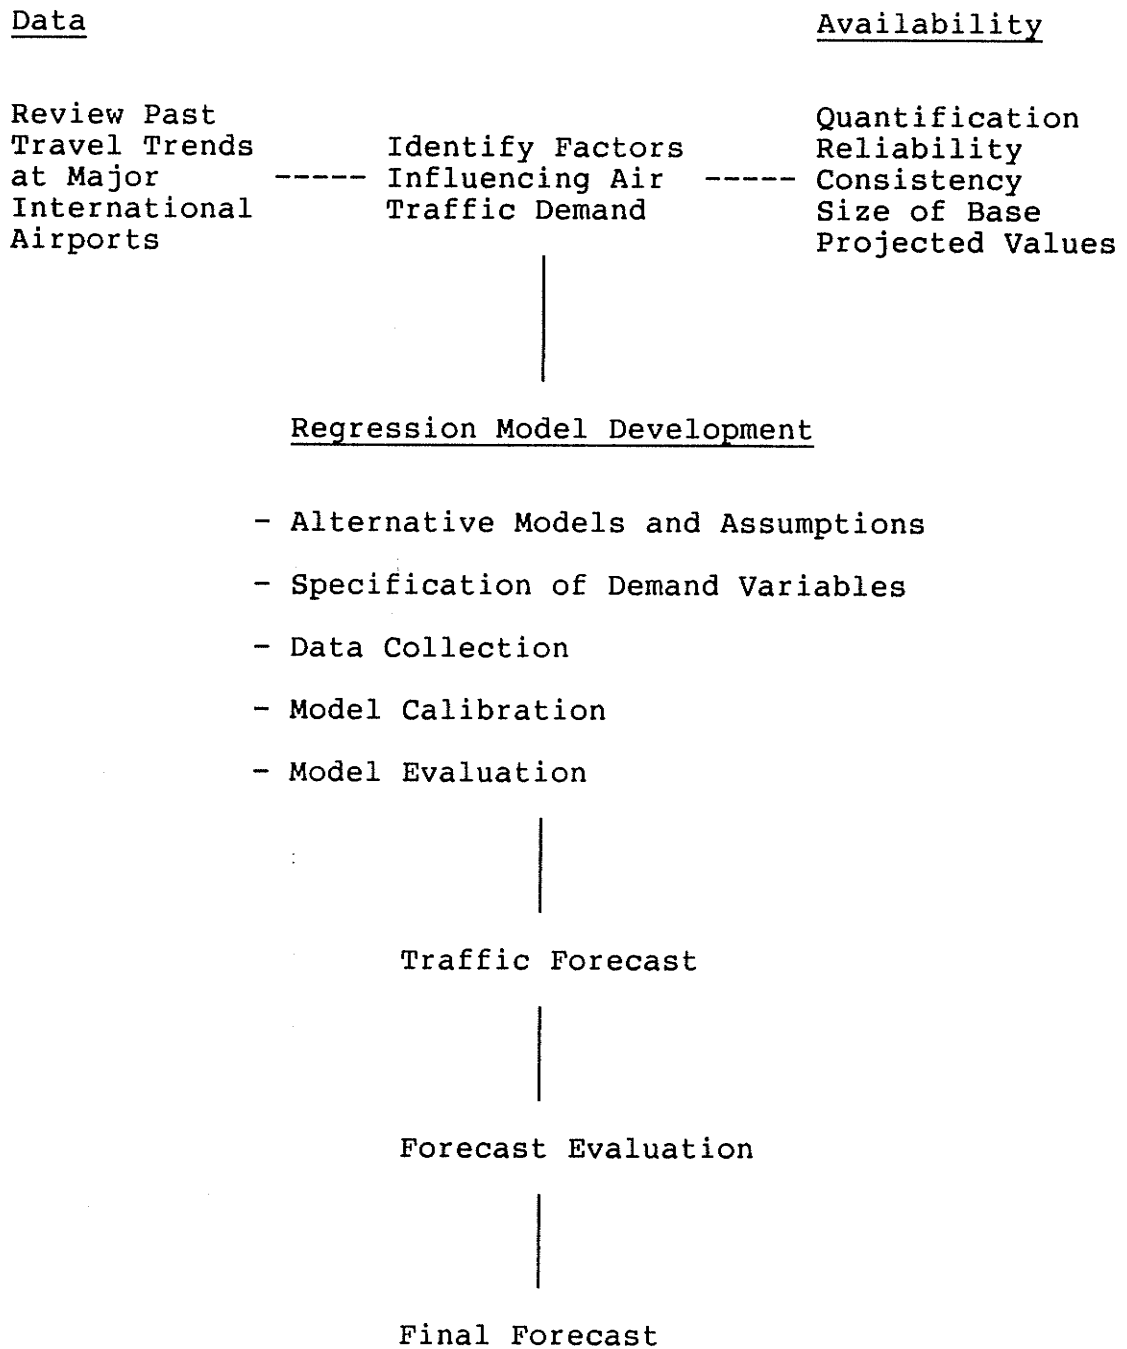 Data
Availability
Review Past
Travel Trends
at Major
International
Airports
Identify Factors
Influencing Air
Traffic Demand
Quantification
Reliability
Consistency
Size of Base
Projected Values
Regression Model Development
- Alternative Models and Assumptions
- Specification of Demand Variables
- Data Collection
- Model Calibration
- Model Evaluation
Traffic Forecast
Forecast Evaluation
Final Forecast